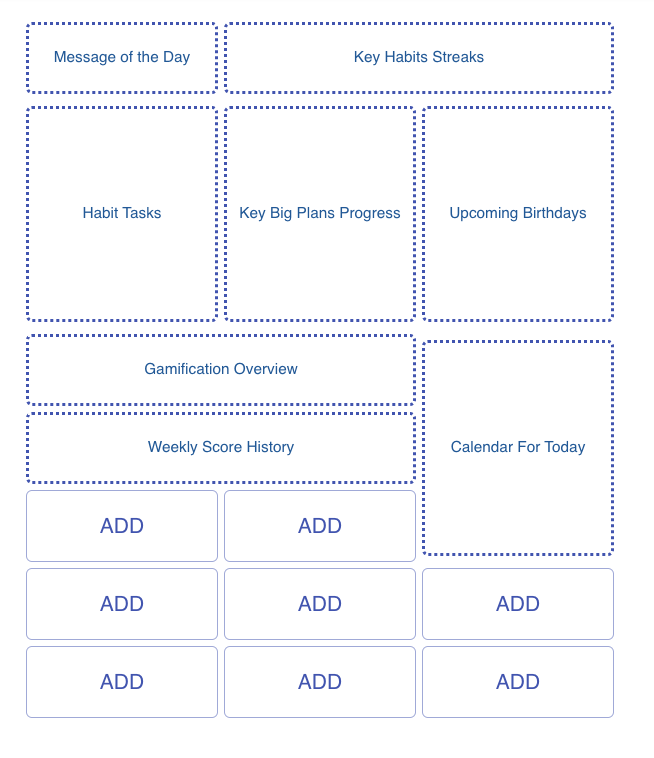 Message of the Day
Key Habits Streaks
Habit Tasks
Key Big Plans Progress
Upcoming Birthdays
Gamification Overview
Weekly Score History
Calendar For Today
ADD
ADD
ADD
ADD
ADD
ADD
ADD
ADD